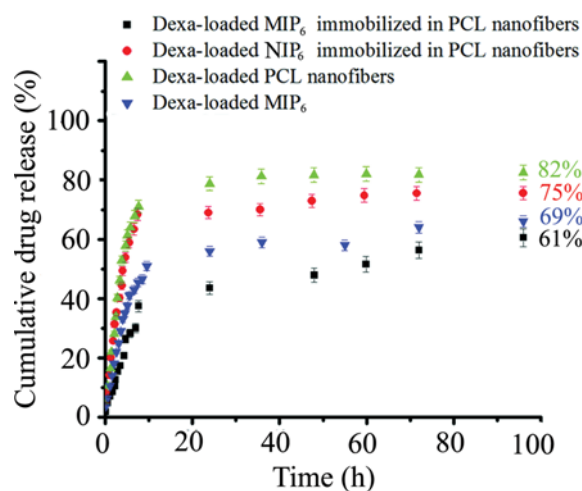 Dexa-loaded MIP₆ immobilized in PCL nanofibers
Dexa-loaded NIP₆ immobilized in PCL nanofibers
Dexa-loaded PCL nanofibers
Dexa-loaded MIP₆
Cumulative drug release (%)
100
80
60
40
20
0
82%
75%
69%
61%
0 20 40 60 80 100
Time (h)